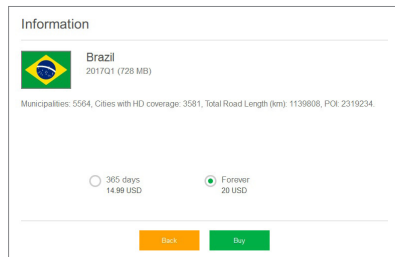 Information
Brazil
2017Q1 (728 MB)
Municipalities: 5564, Cities with HD coverage: 3581, Total Road Length (km): 1139808, POI: 2319234.
365 days
14.99 USD
Forever
20 USD
Back
Buy